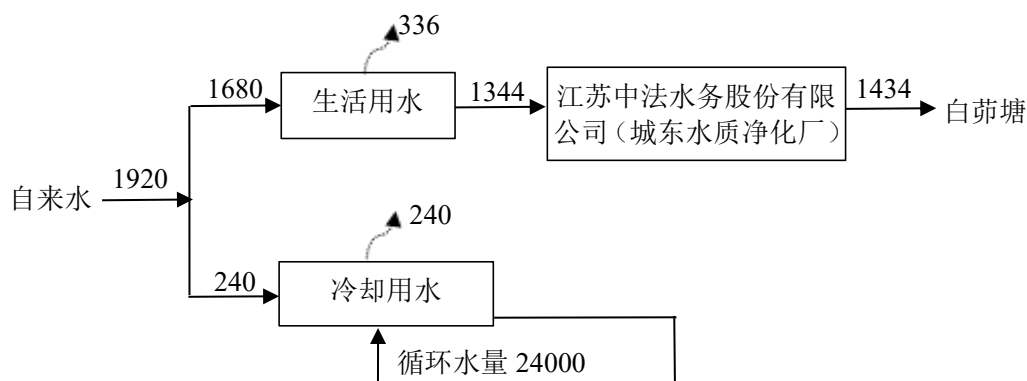 336
1680
生活用水
1344
江苏中法水务股份有限
公司（城东水质净化厂）
1434
白茆塘
自来水
1920
240
240
冷却用水
循环水量 24000